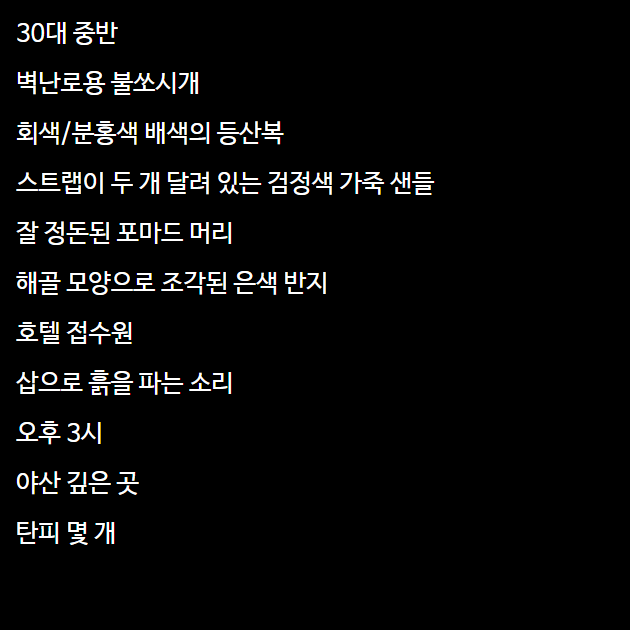 30대 중반
벽난로용 불쏘시개
회색/분홍색 배색의 등산복
스트랩이 두 개 달려 있는 검정색 가죽 샌들
잘 정돈된 포마드 머리
해골 모양으로 조각된 은색 반지
호텔 접수원
삽으로 흙을 파는 소리
오후 3시
야산 깊은 곳
탄피 몇 개